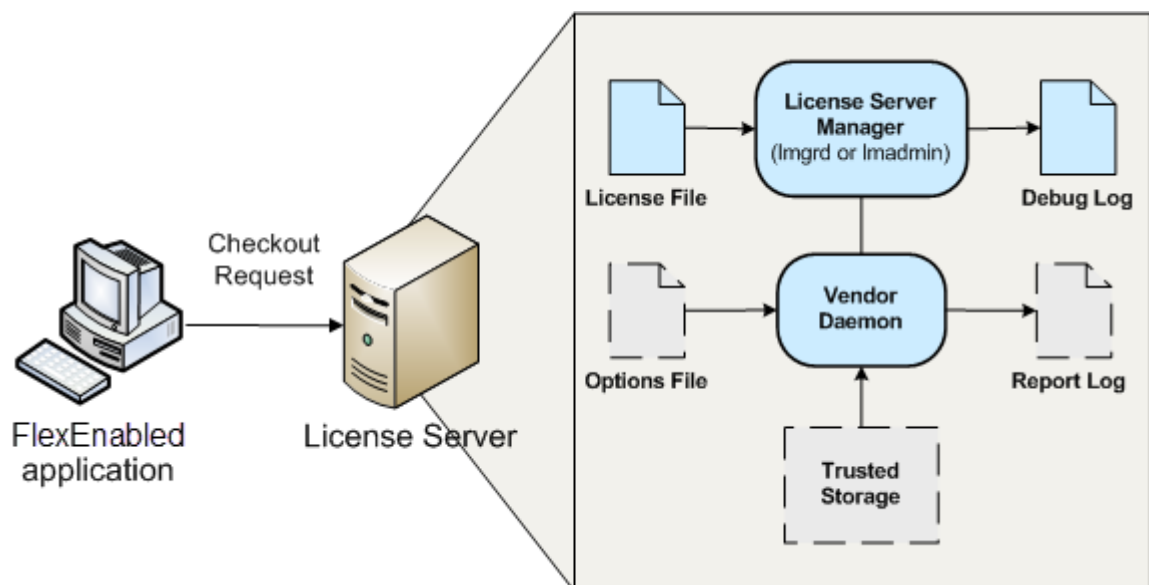 License Server
Manager
(lmgrd or lmadmin)
License File
Debug Log
Checkout
Request
Vendor
Daemon
Options File
Report Log
FlexEnabled
application
License Server
Trusted
Storage